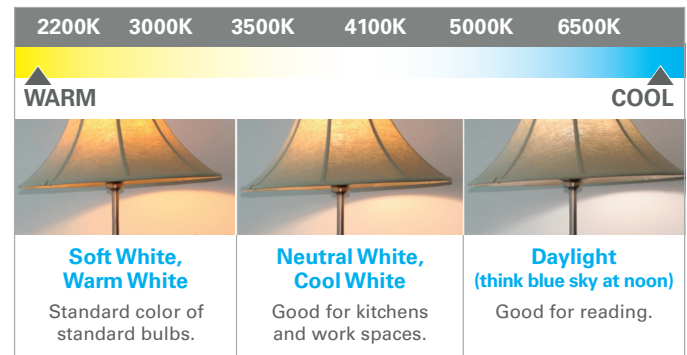 2200K 3000K 3500K 4100K 5000K 6500K
WARM COOL
Soft White,
Warm White
Standard color of
standard bulbs.
Neutral White,
Cool White
Good for kitchens
and work spaces.
Daylight
(think blue sky at noon)
Good for reading.